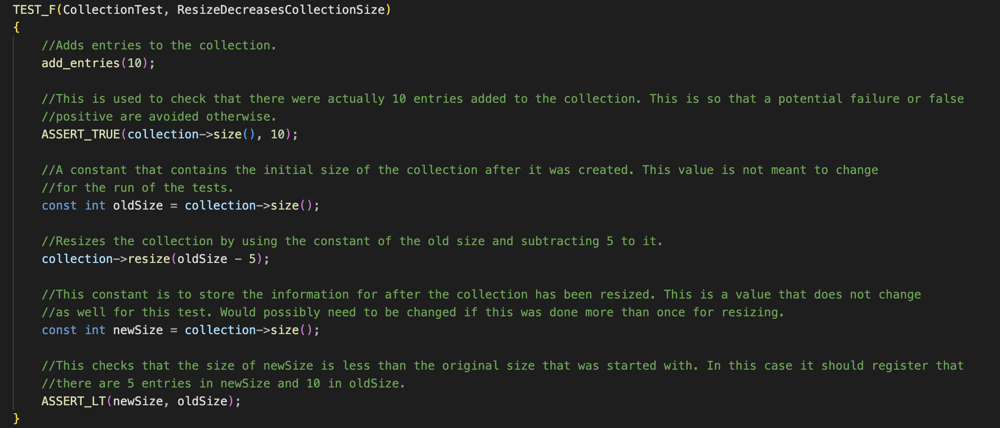 TEST_F(CollectionTest, ResizeDecreasesCollectionSize)
{
    //Adds entries to the collection.
    add_entries(10);
    //This is used to check that there were actually 10 entries added to the collection. This is so that a potential failure or false
    //positive are avoided otherwise.
    ASSERT_TRUE(collection->size(), 10);
    //A constant that contains the initial size of the collection after it was created. This value is not meant to change
    //for the run of the tests.
    const int oldSize = collection->size();
    //Resizes the collection by using the constant of the old size and subtracting 5 to it.
    collection->resize(oldSize - 5);
    //This constant is to store the information for after the collection has been resized. This is a value that does not change
    //as well for this test. Would possibly need to be changed if this was done more than once for resizing.
    const int newSize = collection->size();
    //This checks that the size of newSize is less than the original size that was started with. In this case it should register that
    //there are 5 entries in newSize and 10 in oldSize.
    ASSERT_LT(newSize, oldSize);
}